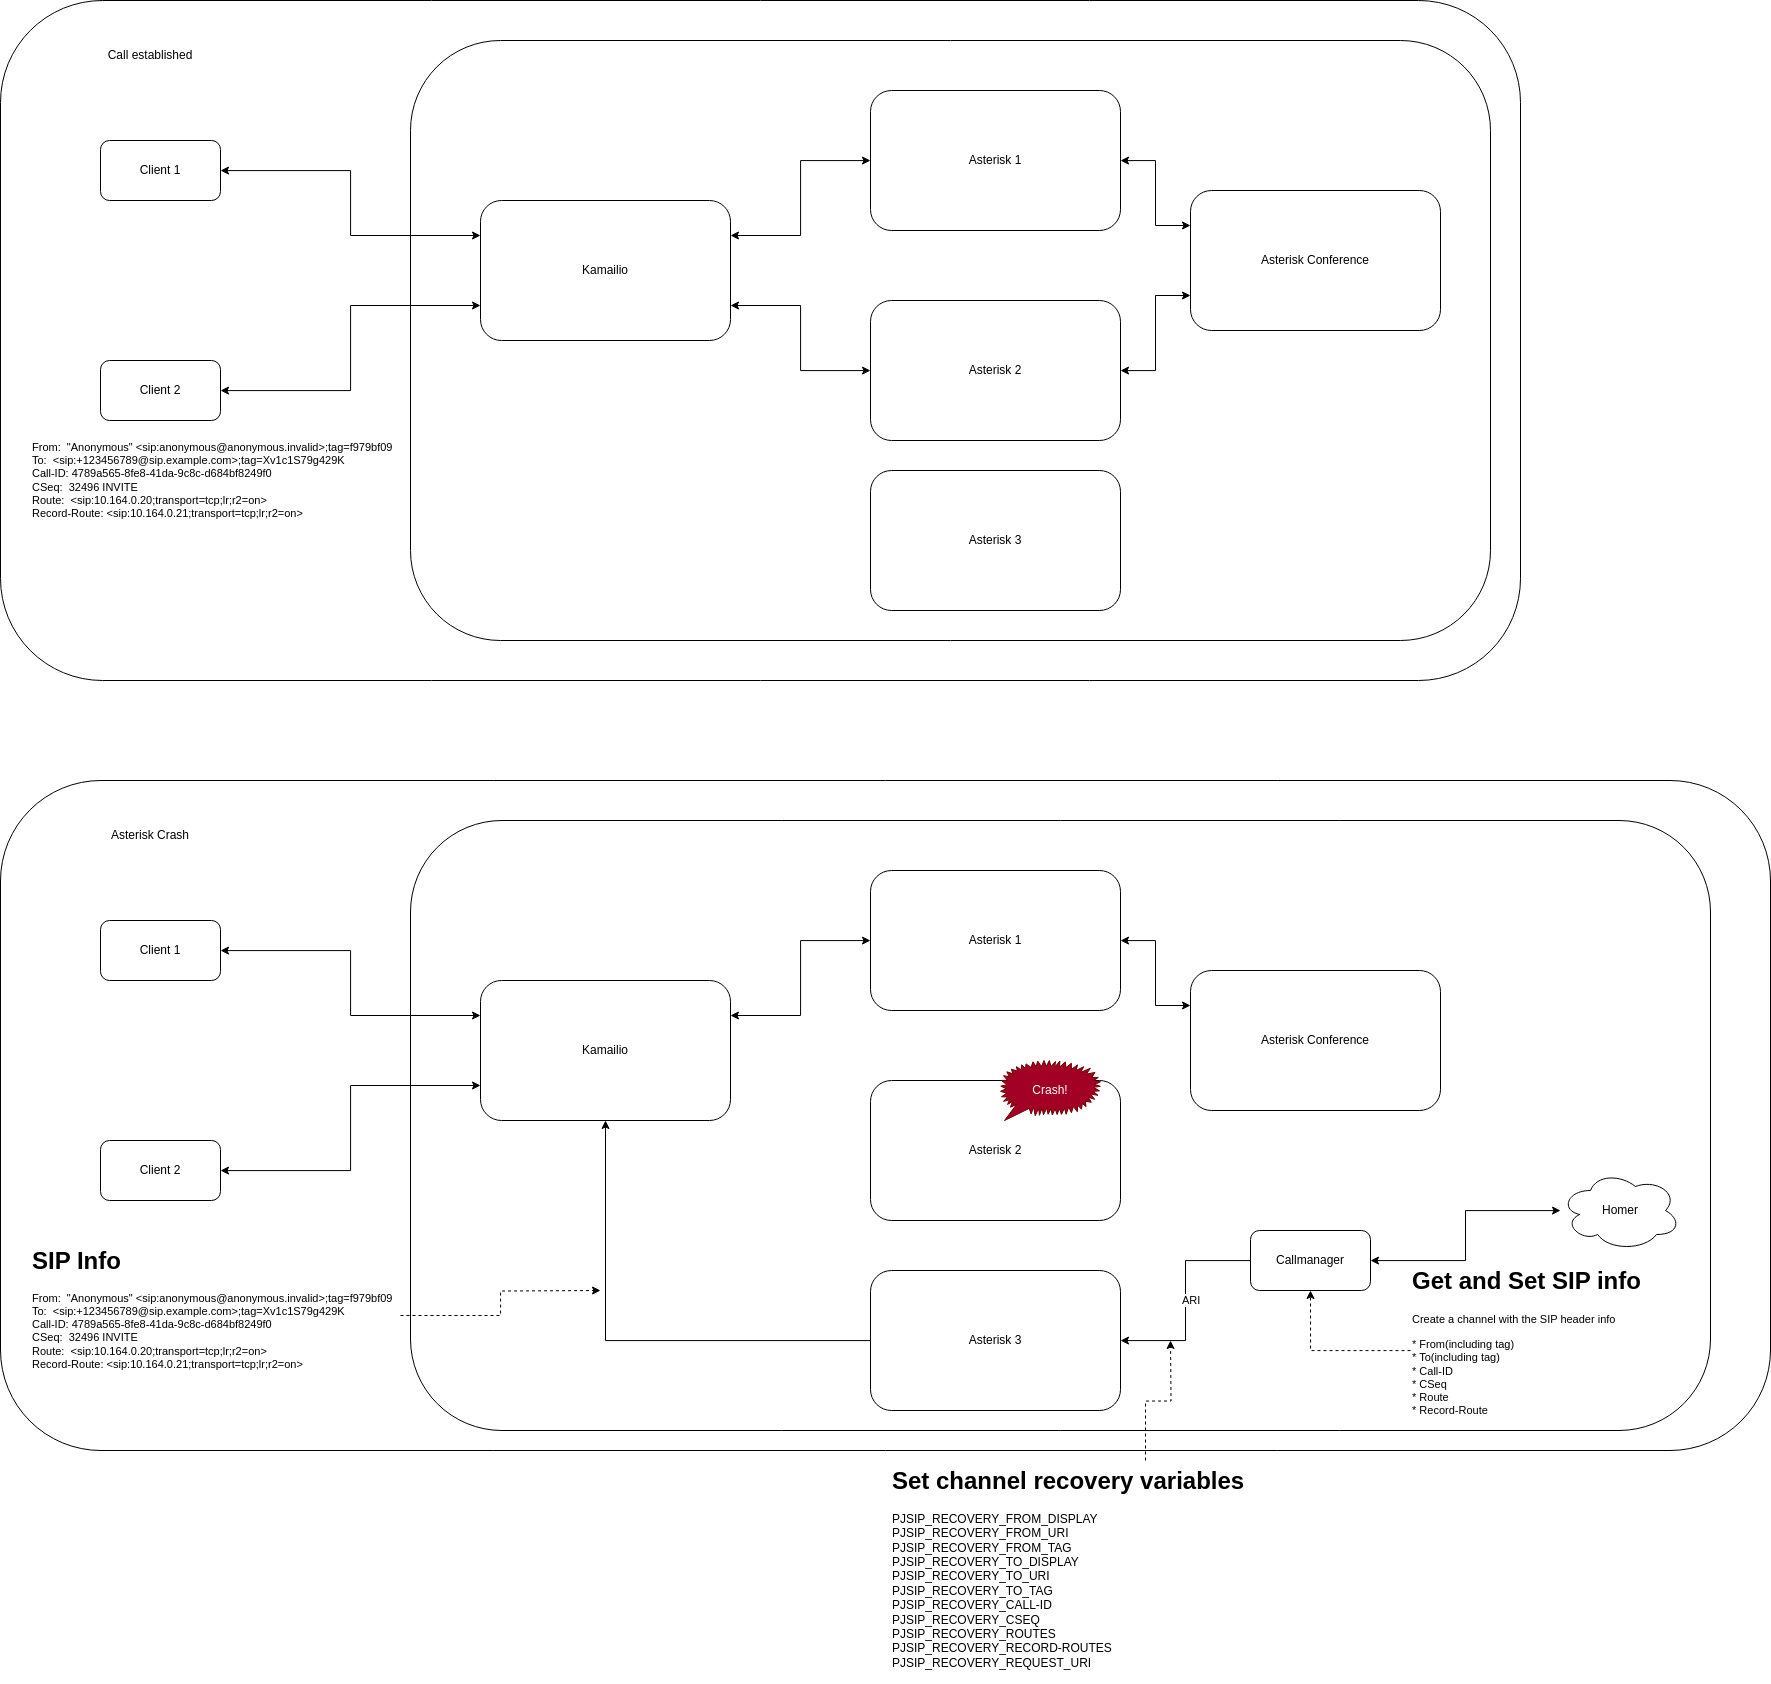 Call established
Client 1
Client 2
Kamailio
Asterisk 1
Asterisk 2
Asterisk 3
Asterisk Conference
From:  "Anonymous" <sip:anonymous@anonymous.invalid>;tag=f979bf09
To:  <sip:+123456789@sip.example.com>;tag=Xv1c1S79g429K
Call-ID: 4789a565-8fe8-41da-9c8c-d684bf8249f0
CSeq:  32496 INVITE
Route:  <sip:10.164.0.20;transport=tcp;lr;r2=on>
Record-Route: <sip:10.164.0.21;transport=tcp;lr;r2=on>
Asterisk Crash
Client 1
Client 2
Kamailio
Asterisk 1
Crash!
Asterisk 2
Asterisk 3
Asterisk Conference
Homer
Callmanager
ARI
SIP Info
From:  "Anonymous" <sip:anonymous@anonymous.invalid>;tag=f979bf09
To:  <sip:+123456789@sip.example.com>;tag=Xv1c1S79g429K
Call-ID: 4789a565-8fe8-41da-9c8c-d684bf8249f0
CSeq:  32496 INVITE
Route:  <sip:10.164.0.20;transport=tcp;lr;r2=on>
Record-Route: <sip:10.164.0.21;transport=tcp;lr;r2=on>
Get and Set SIP info
Create a channel with the SIP header info
* From(including tag)
* To(including tag)
* Call-ID
* CSeq
* Route
* Record-Route
Set channel recovery variables
PJSIP_RECOVERY_FROM_DISPLAY
PJSIP_RECOVERY_FROM_URI
PJSIP_RECOVERY_FROM_TAG
PJSIP_RECOVERY_TO_DISPLAY
PJSIP_RECOVERY_TO_URI
PJSIP_RECOVERY_TO_TAG
PJSIP_RECOVERY_CALL-ID
PJSIP_RECOVERY_CSEQ
PJSIP_RECOVERY_ROUTES
PJSIP_RECOVERY_RECORD-ROUTES
PJSIP_RECOVERY_REQUEST_URI